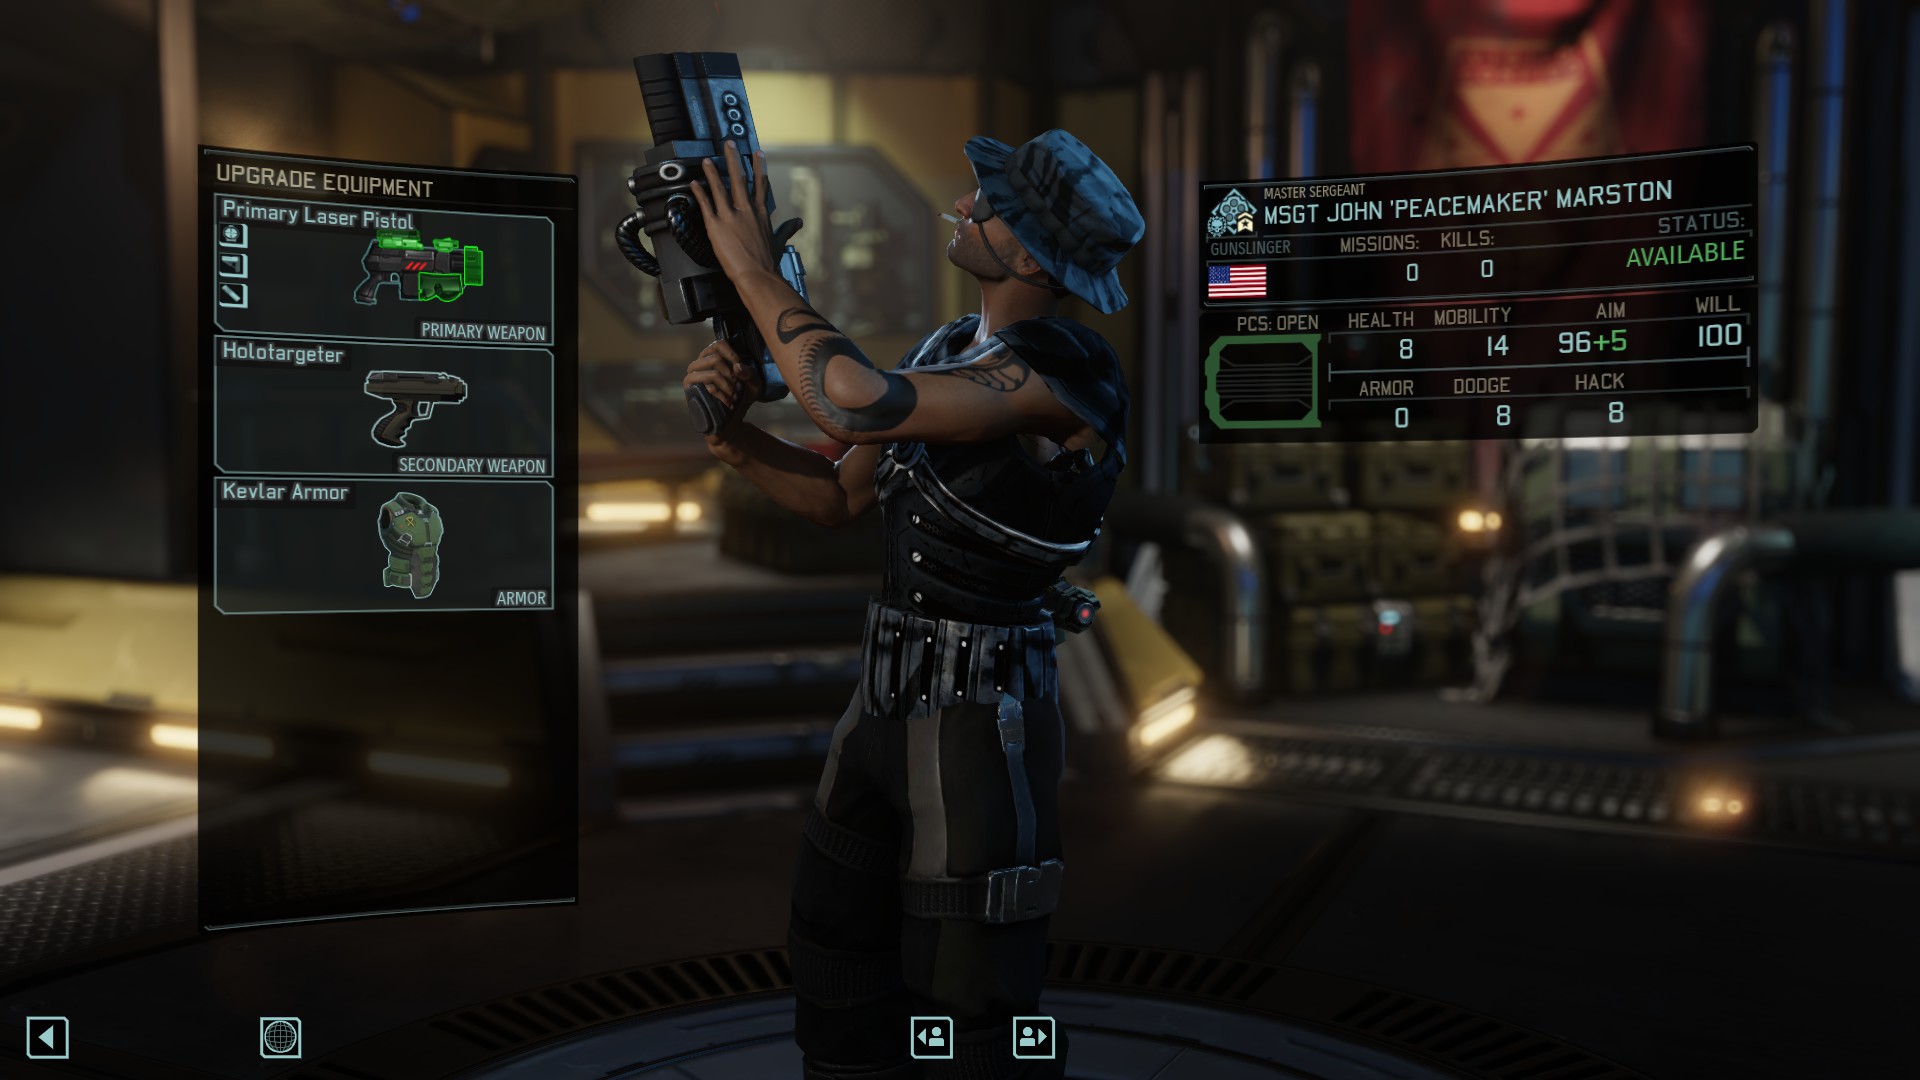 UPGRADE EQUIPMENT
Primary Laser Pistol
PRIMARY WEAPON
Holotargeter
SECONDARY WEAPON
Kevlar Armor
ARMOR
MASTER SERGEANT
MSGT JOHN 'PEACEMAKER' MARSTON
GUNSLINGER
MISSIONS: KILLS: STATUS:
0 0 AVAILABLE
PCS: OPEN HEALTH MOBILITY AIM WILL
8 14 96+5 100
ARMOR DODGE HACK
0 8 8